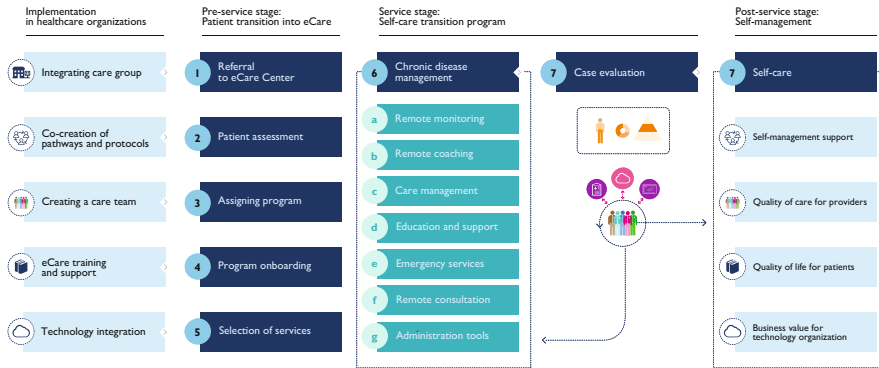 Implementation
in healthcare organizations
Integrating care group
Co-creation of
pathways and protocols
Creating a care team
eCare training
and support
Technology integration
Pre-service stage:
Patient transition into eCare
1
Referral
to eCare Center
2
Patient assessment
3
Assigning program
4
Program onboarding
5
Selection of services
Service stage:
Self-care transition program
6
Chronic disease
management
a
Remote monitoring
b
Remote coaching
c
Care management
d
Education and support
e
Emergency services
f
Remote consultation
g
Administration tools
7
Case evaluation
Post-service stage:
Self-management
7
Self-care
Self-management support
Quality of care for providers
Quality of life for patients
Business value for
technology organization